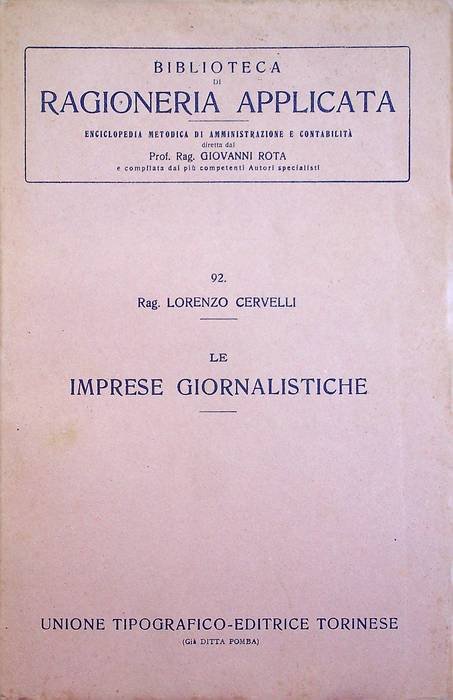 BIBLIOTECA
DI
RAGIONERIA APPLICATA
ENCICLOPEDIA METODICA DI AMMINISTRAZIONE E CONTABILITÀ
diretta dal
Prof. Rag. GIOVANNI ROTA
e compilata dai più competenti Autori specialisti
92.
Rag. LORENZO CERVELLI
LE
IMPRESE GIORNALISTICHE
UNIONE TIPOGRAFICO-EDITRICE TORINESE
(Già DITTA POMBA)